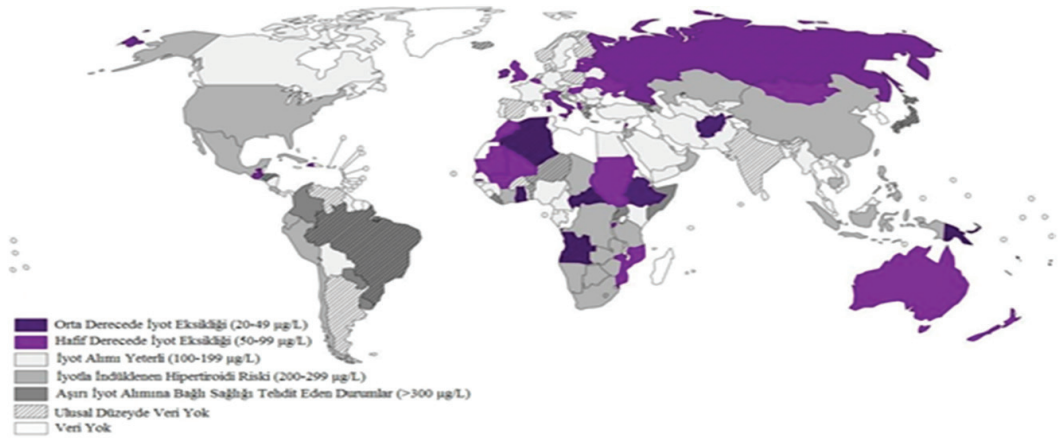 Orta Derecede İyot Eksikliği (20-49 µg/L)
Hafif Derecede İyot Eksikliği (50-99 µg/L)
İyot Alımı Yeterli (100-199 µg/L)
İyotla İndüklenen Hipertiroidi Riski (200-299 µg/L)
Aşırı İyot Alımına Bağlı Sağlığı Tehdit Eden Durumlar (>300 µg/L)
Ulusal Düzeyde Veri Yok
Veri Yok